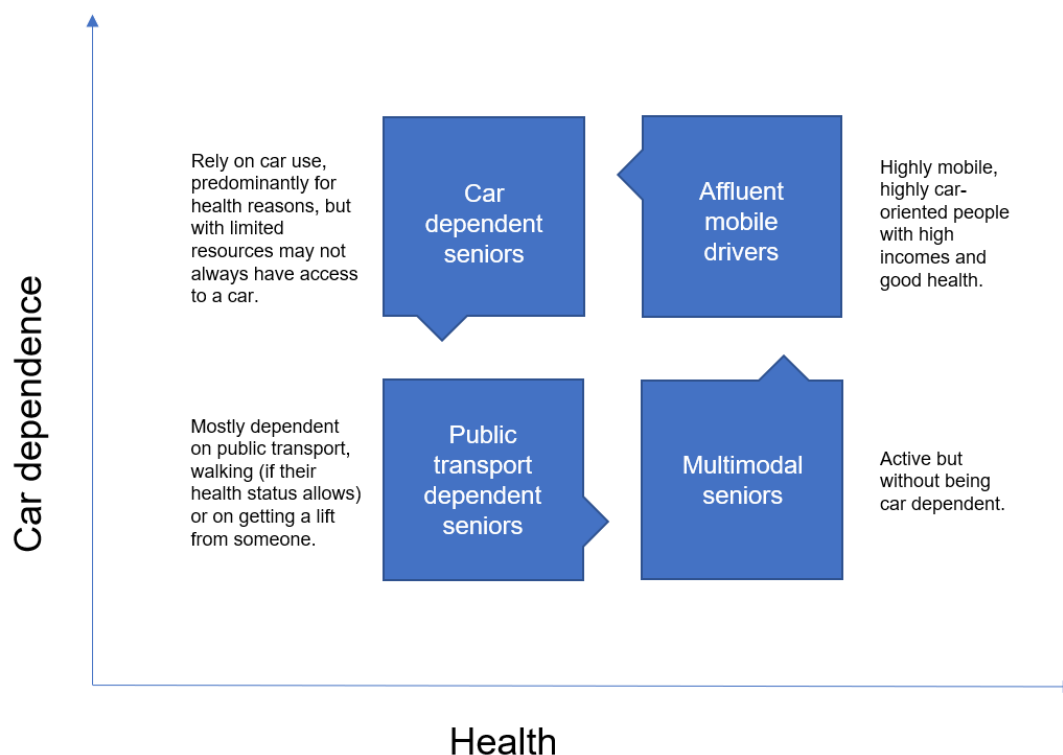 Car dependence
Rely on car use,
predominantly for
health reasons, but
with limited
resources may not
always have access
to a car.
Car
dependent
seniors
Affluent
mobile
drivers
Highly mobile,
highly car-
oriented people
with high
incomes and
good health.
Mostly dependent
on public transport,
walking (if their
health status allows)
or on getting a lift
from someone.
Public
transport
dependent
seniors
Multimodal
seniors
Active but
without being
car dependent.
Health